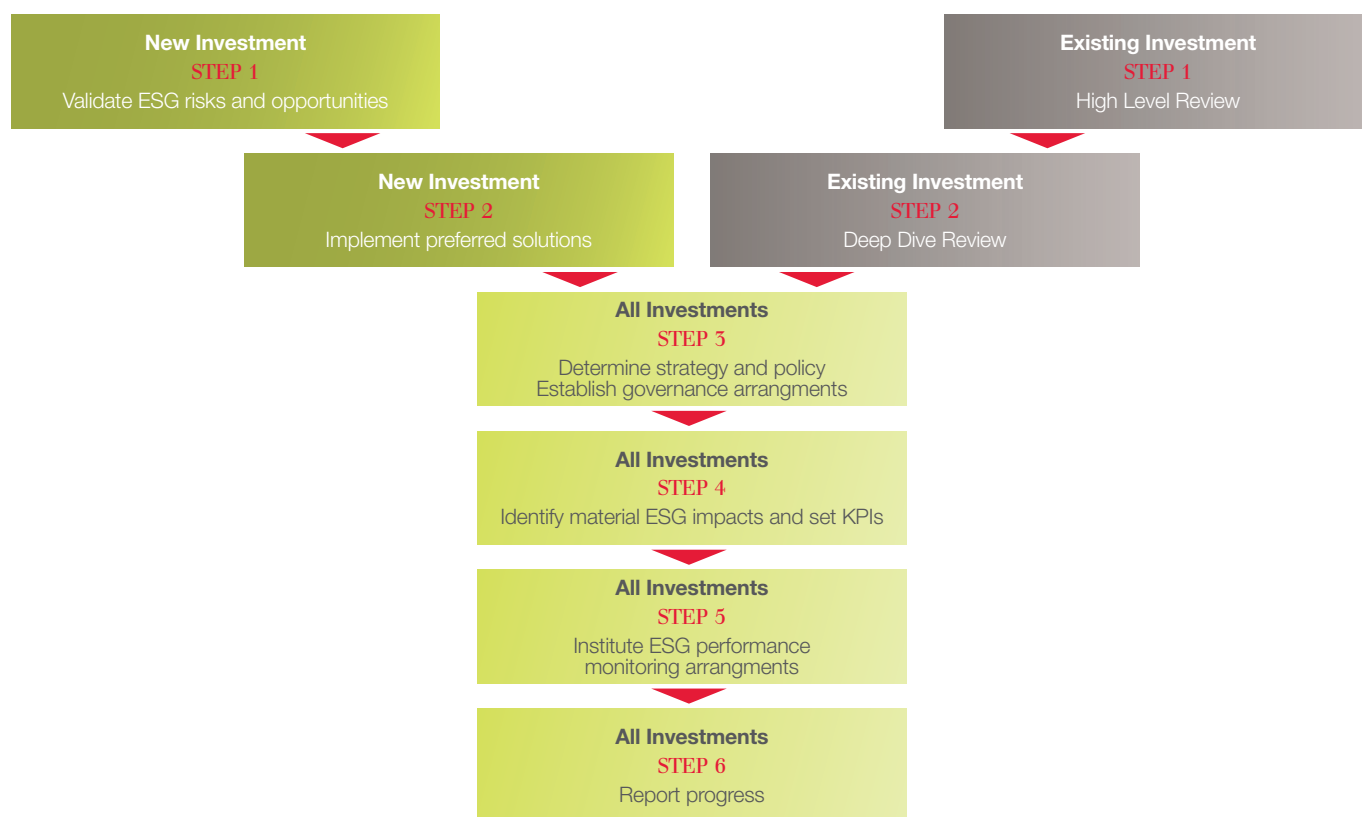 New Investment
STEP 1
Validate ESG risks and opportunities
Existing Investment
STEP 1
High Level Review
New Investment
STEP 2
Implement preferred solutions
Existing Investment
STEP 2
Deep Dive Review
All Investments
STEP 3
Determine strategy and policy
Establish governance arrangments
All Investments
STEP 4
Identify material ESG impacts and set KPIs
All Investments
STEP 5
Institute ESG performance
monitoring arrangments
All Investments
STEP 6
Report progress